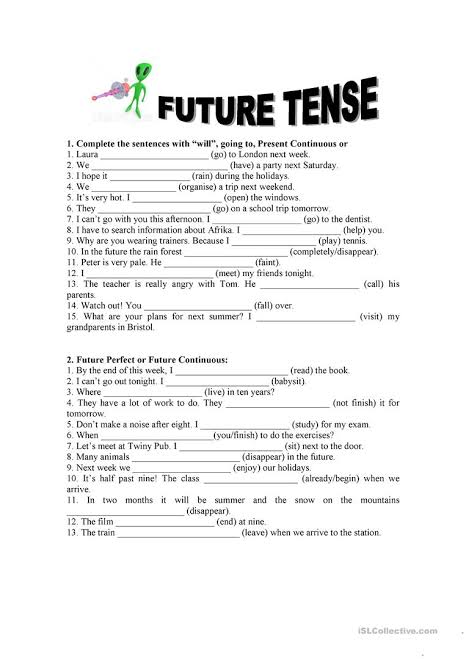 FUTURE TENSE
1. Complete the sentences with “will”, going to, Present Continuous or
1. Laura ______________________ (go) to London next week.
2. We ______________________ (have) a party next Saturday.
3. I hope it ________________ (rain) during the holidays.
4. We _________________ (organise) a trip next weekend.
5. It’s very hot. I __________________ (open) the windows.
6. They ______________________ (go) on a school trip tomorrow.
7. I can’t go with you this afternoon. I _________________ (go) to the dentist.
8. I have to search information about Afrika. I ___________________ (help) you.
9. Why are you wearing trainers. Because I _________________ (play) tennis.
10. In the future the rain forest _____________________ (completely/disappear).
11. Peter is very pale. He _________________ (faint).
12. I ____________________ (meet) my friends tonight.
13. The teacher is really angry with Tom. He _________________ (call) his
parents.
14. Watch out! You ______________________ (fall) over.
15. What are your plans for next summer? I ____________________ (visit) my
grandparents in Bristol.
2. Future Perfect or Future Continuous:
1. By the end of this week, I ______________________ (read) the book.
2. I can’t go out tonight. I ___________________ (babysit).
3. Where ____________________ (live) in ten years?
4. They have a lot of work to do. They _____________________ (not finish) it for
tomorrow.
5. Don’t make a noise after eight. I __________________ (study) for my exam.
6. When ______________________(you/finish) to do the exercises?
7. Let’s meet at Twiny Pub. I _____________________ (sit) next to the door.
8. Many animals ______________________ (disappear) in the future.
9. Next week we ____________________ (enjoy) our holidays.
10. It’s half past nine! The class ___________________ (already/begin) when we
arrive.
11. In two months it will be summer and the snow on the mountains
________________________ (disappear).
12. The film ____________________ (end) at nine.
13. The train _________________________ (leave) when we arrive to the station.
iSLCollective.com